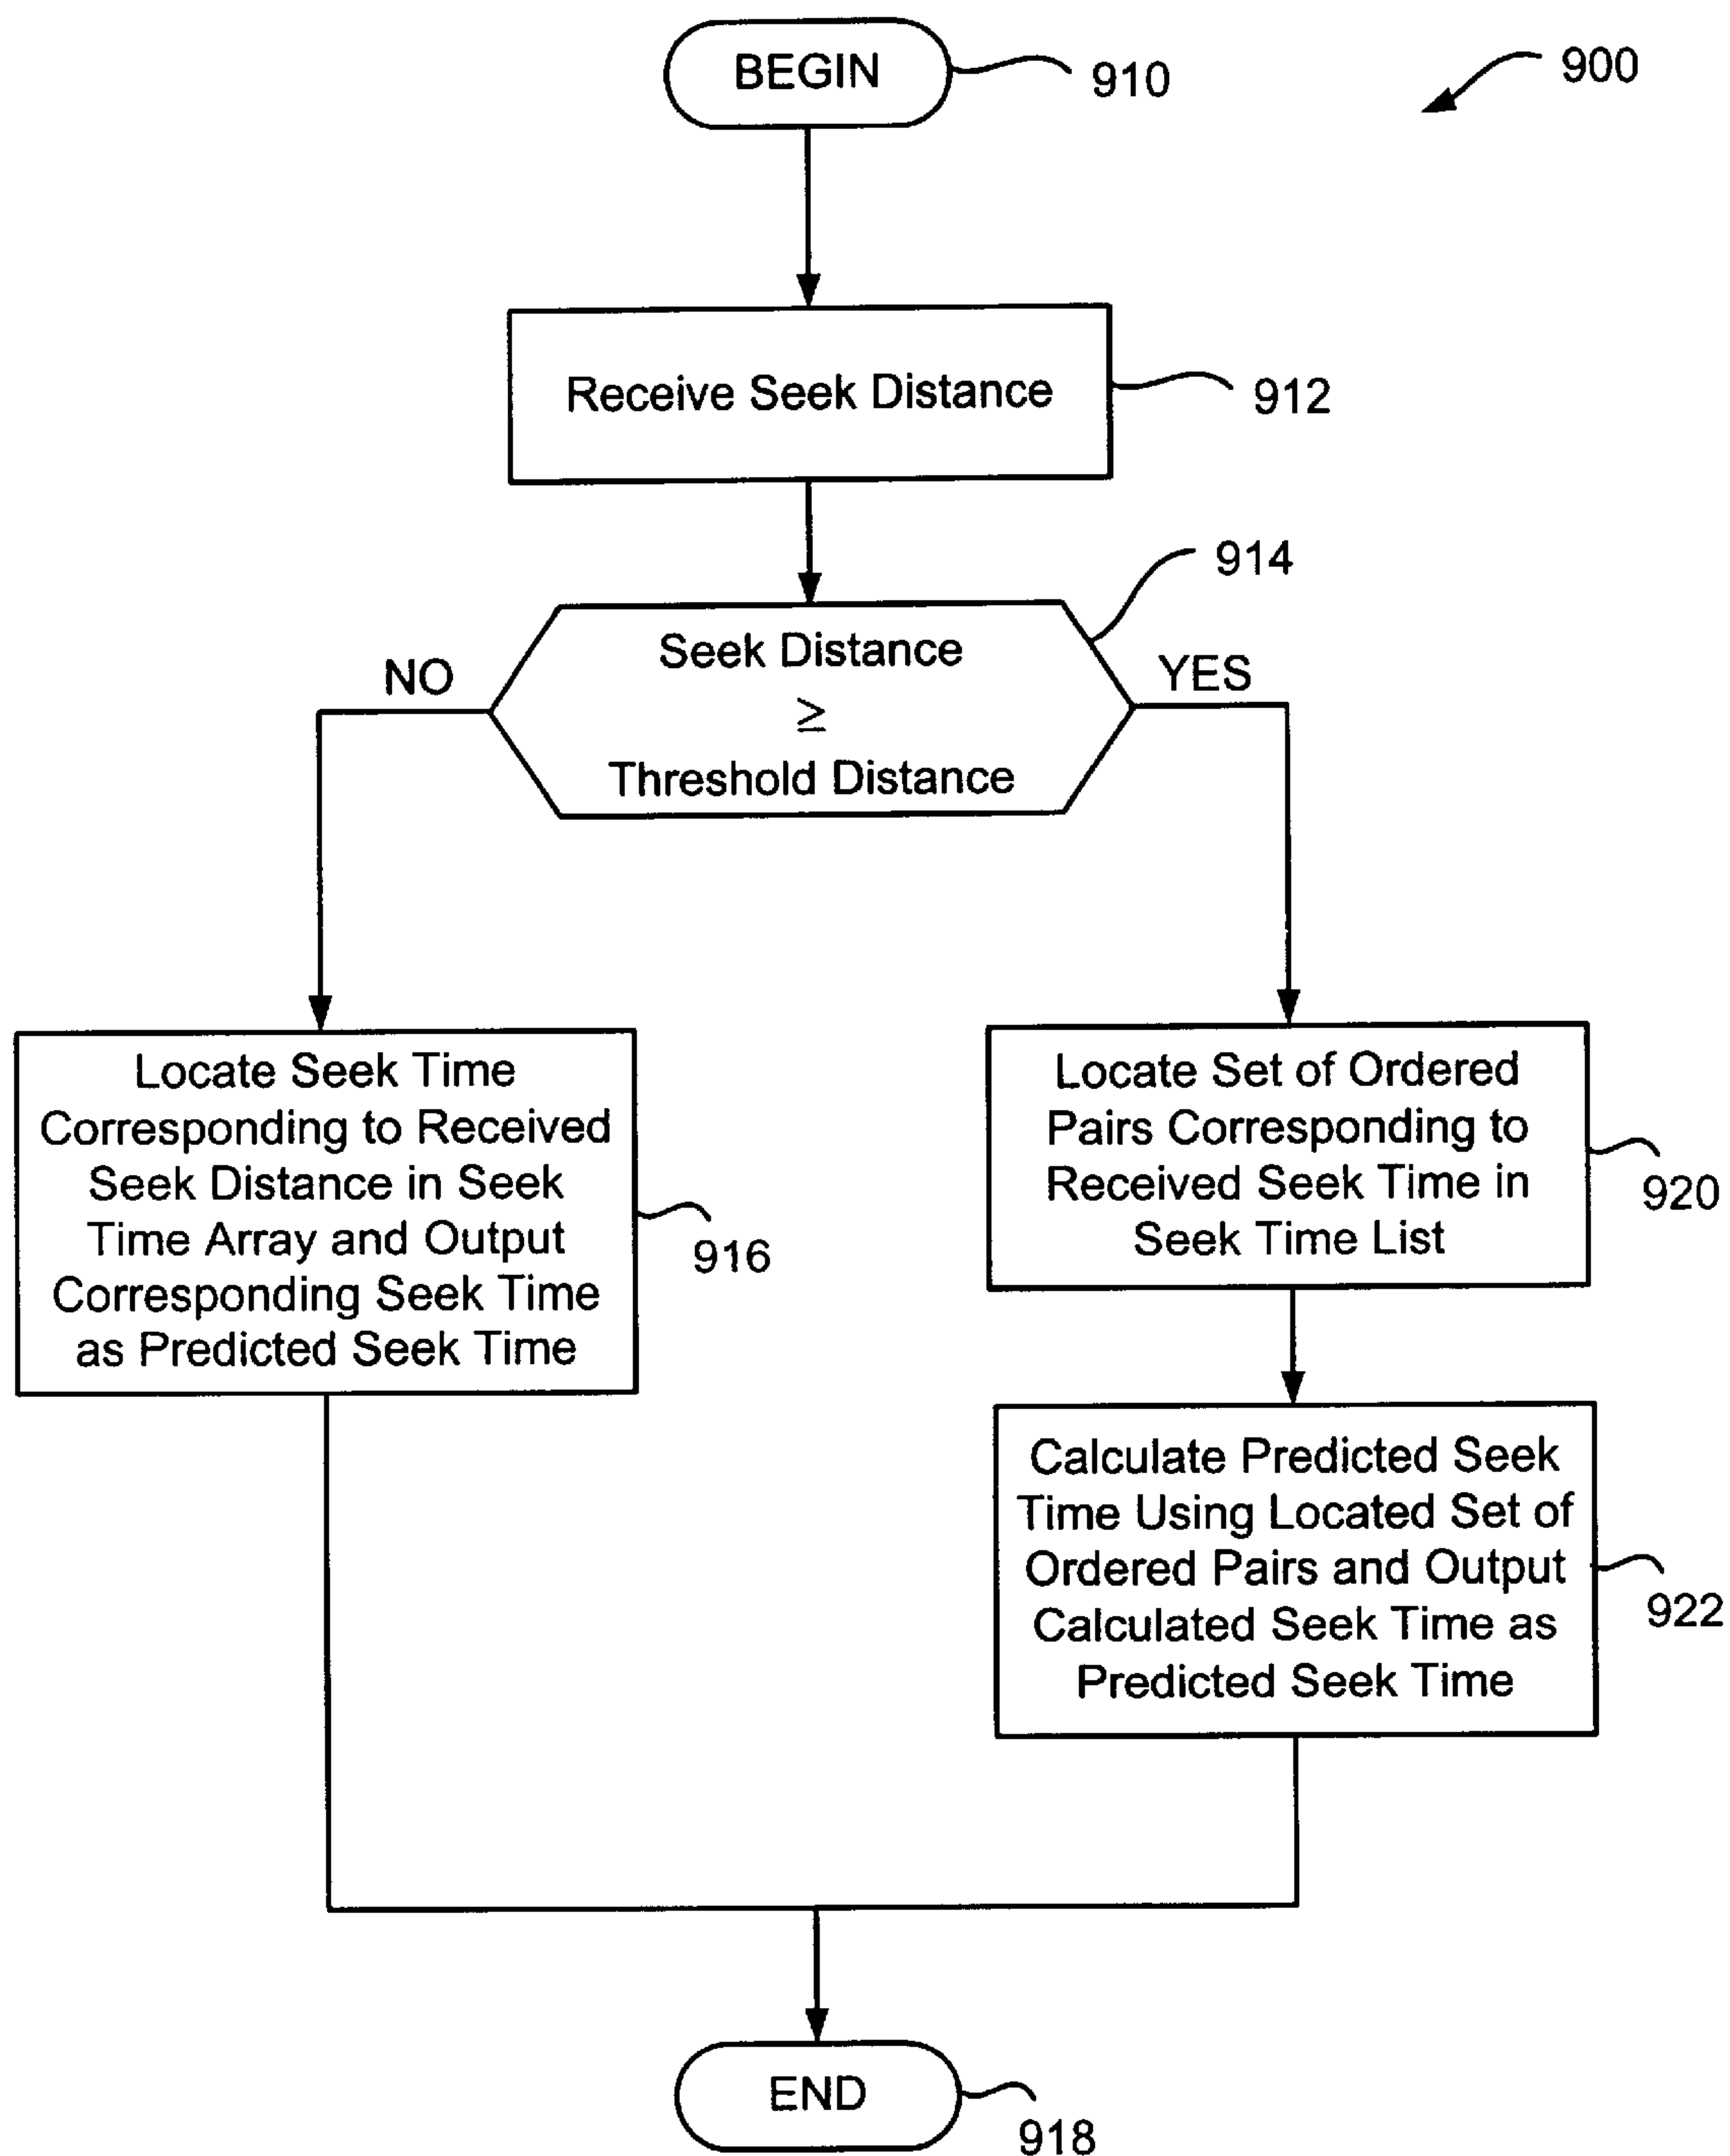 BEGIN
910
900
Receive Seek Distance
912
914
Seek Distance
≥
Threshold Distance
NO
YES
Locate Seek Time
Corresponding to Received
Seek Distance in Seek
Time Array and Output
Corresponding Seek Time
as Predicted Seek Time
916
Locate Set of Ordered
Pairs Corresponding to
Received Seek Time in
Seek Time List
920
Calculate Predicted Seek
Time Using Located Set of
Ordered Pairs and Output
Calculated Seek Time as
Predicted Seek Time
922
END
918